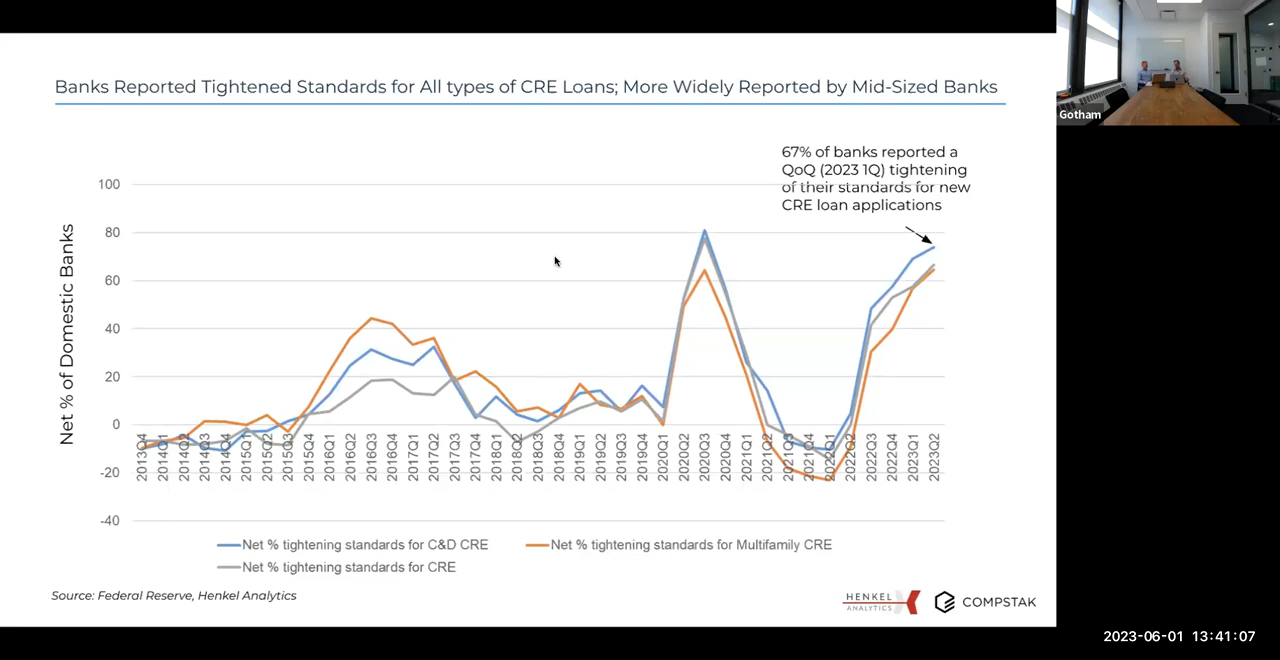 Banks Reported Tightened Standards for All types of CRE Loans; More Widely Reported by Mid-Sized Banks
Gotham
67% of banks reported a
QoQ (2023 1Q) tightening
of their standards for new
CRE loan applications
Net % of Domestic Banks
100
80
60
40
20
0
-20
-40
2013Q4
2014Q1
2014Q2
2014Q3
2014Q4
2015Q1
2015Q2
2015Q3
2015Q4
2016Q1
2016Q2
2016Q3
2016Q4
2017Q1
2017Q2
2017Q3
2017Q4
2018Q1
2018Q2
2018Q3
2018Q4
2019Q1
2019Q2
2019Q3
2019Q4
2020Q1
2020Q2
2020Q3
2020Q4
2021Q1
2021Q2
2021Q3
2021Q4
2022Q1
2022Q2
2022Q3
2022Q4
2023Q1
2023Q2
Net % tightening standards for C&D CRE
Net % tightening standards for Multifamily CRE
Net % tightening standards for CRE
Source: Federal Reserve, Henkel Analytics
HENKEL
ANALYTICS
COMPSTAK
2023-06-01 13:41:07